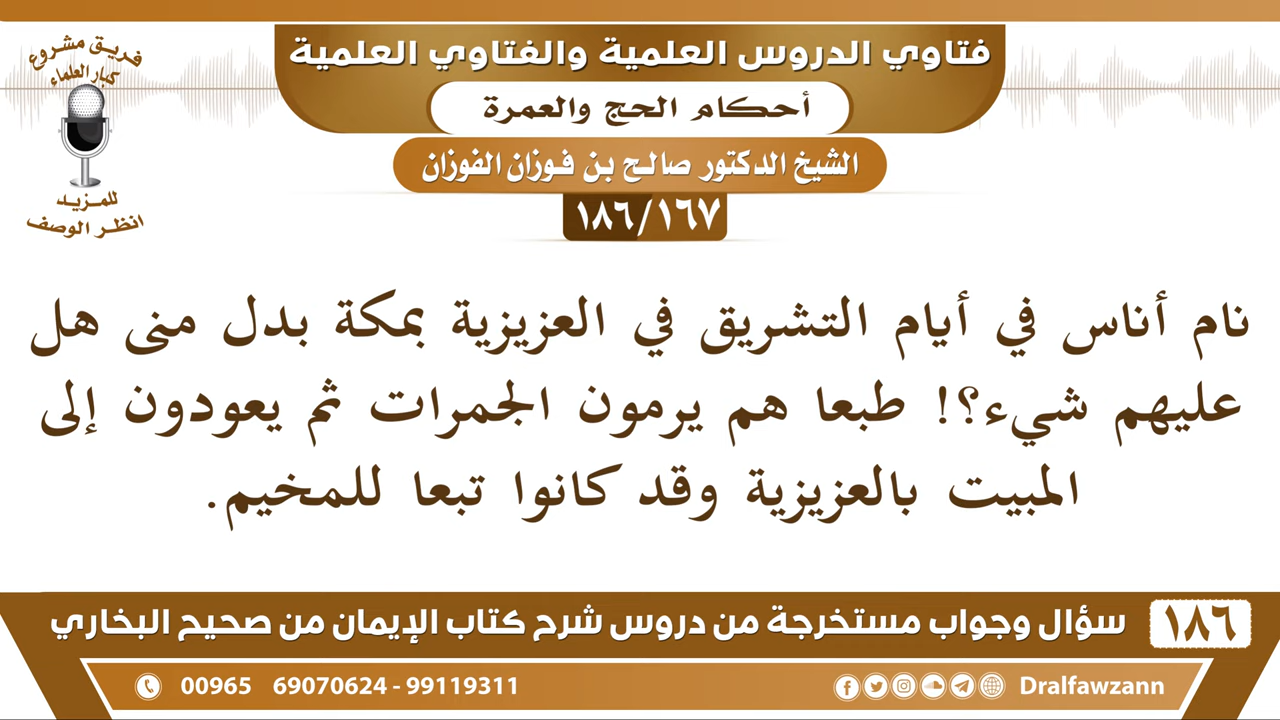 فتاوي الدروس العلمية والفتاوي العلمية
أحكام الحج والعمرة
الشيخ الدكتور صالح بن فوزان الفوزان
١٨٦/١٦٧
فريق مشروع
كبار العلماء
للمزيد
انظر الوصف
نام أناس في أيام التشريق في العزيزية بمكة بدل منى هل
عليهم شيء؟! طبعا هم يرمون الجمرات ثم يعودون إلى
المبيت بالعزيزية وقد كانوا تبعا للمخيم.
١٨٦ سؤال وجواب مستخرجة من دروس شرح كتاب الإيمان من صحيح البخاري
00965 69070624 - 99119311
Dralfawzann